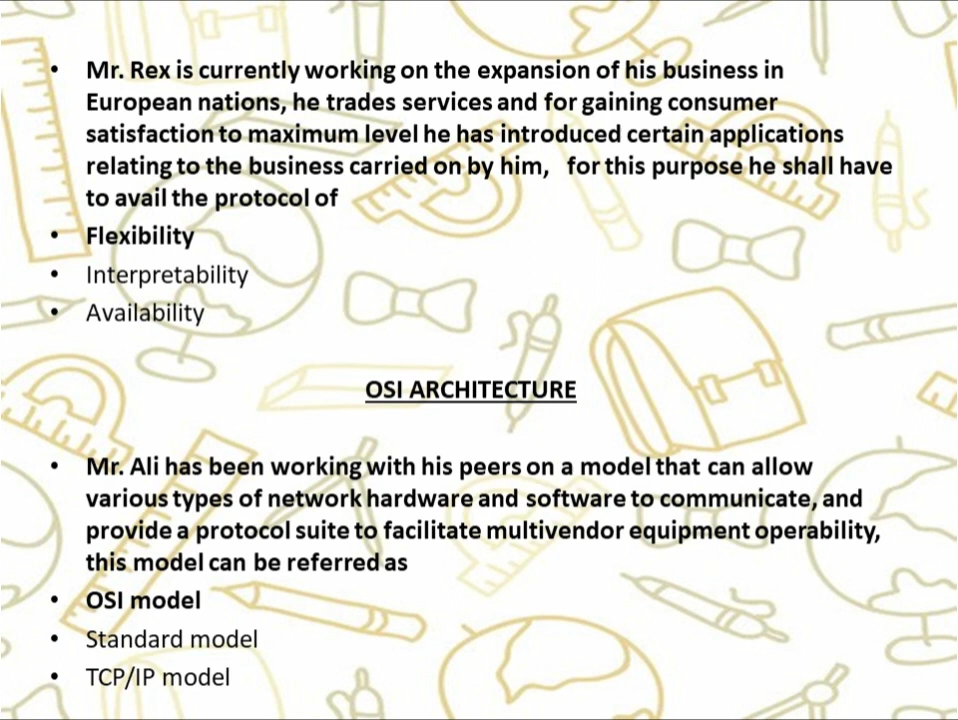 • Mr. Rex is currently working on the expansion of his business in
European nations, he trades services and for gaining consumer
satisfaction to maximum level he has introduced certain applications
relating to the business carried on by him, for this purpose he shall have
to avail the protocol of
• Flexibility
• Interpretability
• Availability
OSI ARCHITECTURE
• Mr. Ali has been working with his peers on a model that can allow
various types of network hardware and software to communicate, and
provide a protocol suite to facilitate multivendor equipment operability,
this model can be referred as
• OSI model
• Standard model
• TCP/IP model